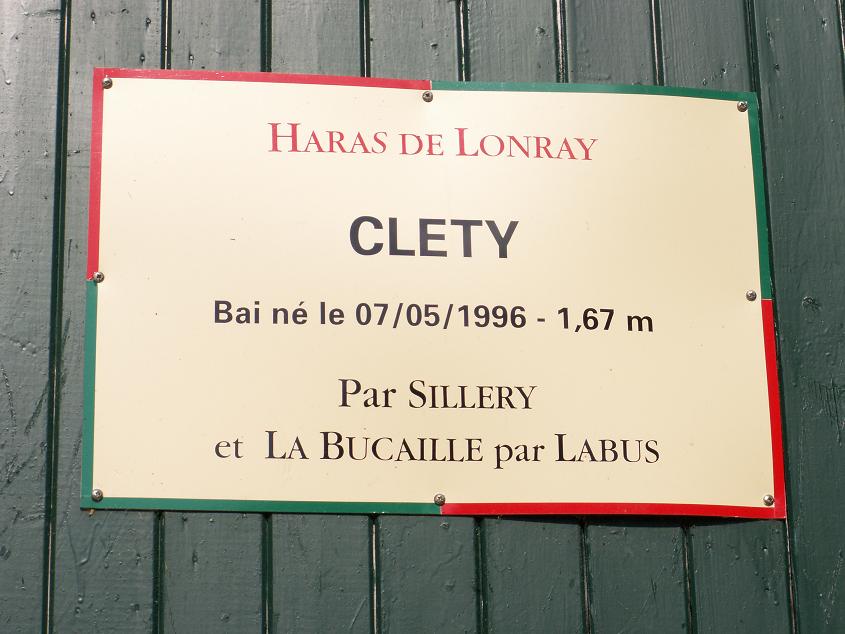 HARAS DE LONRAY
CLETY
Bai né le 07/05/1996 - 1,67 m
Par SILLERY
et LA BUCAILLE par LABUS